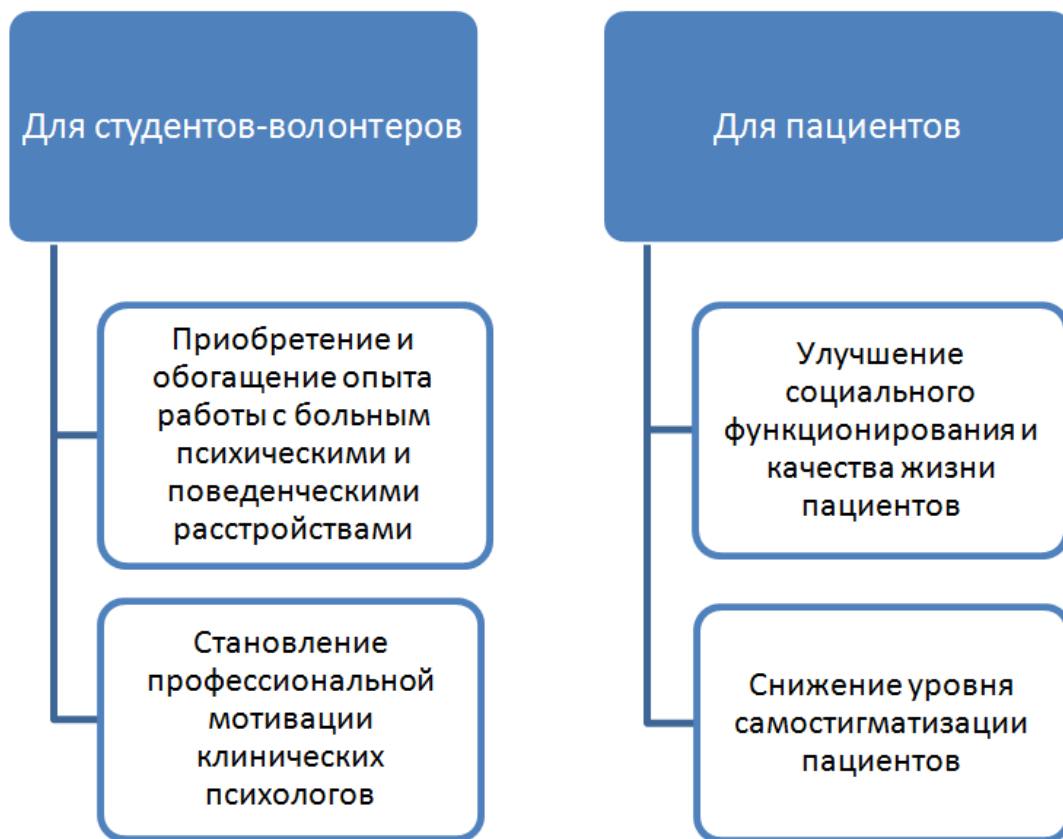 Для студентов-волонтеров
Приобретение и
обогащение опыта
работы с больным
психическими и
поведенческими
расстройствами
Становление
профессиональной
мотивации
клинических
психологов
Для пациентов
Улучшение
социального
функционирования и
качества жизни
пациентов
Снижение уровня
самостигматизации
пациентов